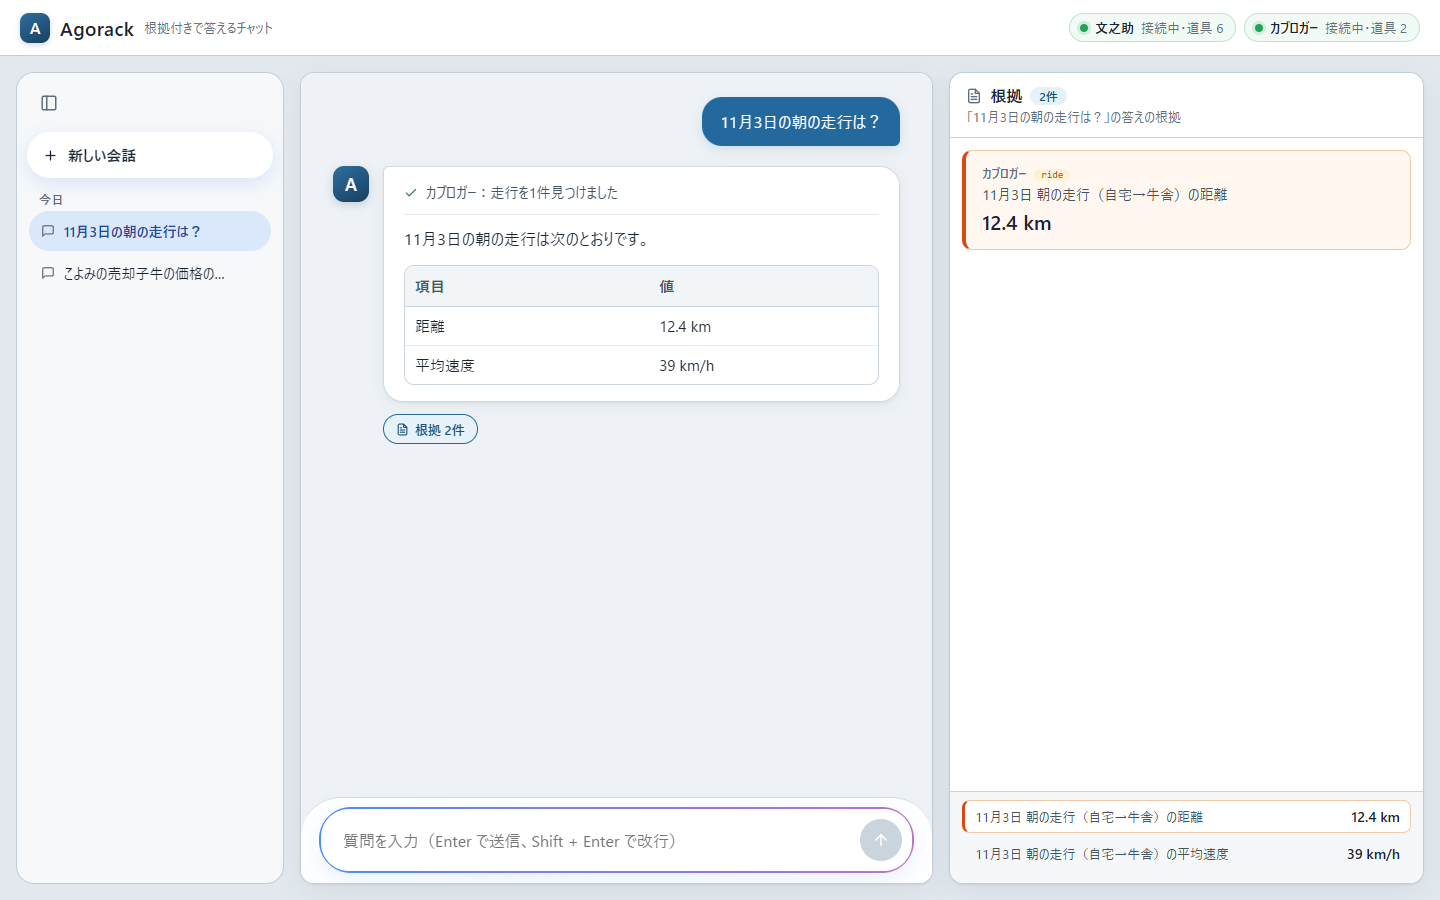 A Agorack 根拠付きで答えるチャット
文之助 接続中・道具 6
カブロガー 接続中・道具 2
新しい会話
今日
11月3日の朝の走行は？
こよみの売却子牛の価格の...
11月3日の朝の走行は？
A
カブロガー：走行を1件見つけました
11月3日の朝の走行は次のとおりです。
項目 値
距離 12.4 km
平均速度 39 km/h
根拠 2件
質問を入力（Enter で送信、Shift + Enter で改行）
根拠 2件
「11月3日の朝の走行は？」の答えの根拠
カブロガー ride
11月3日 朝の走行（自宅→牛舎）の距離
12.4 km
11月3日 朝の走行（自宅→牛舎）の距離 12.4 km
11月3日 朝の走行（自宅→牛舎）の平均速度 39 km/h